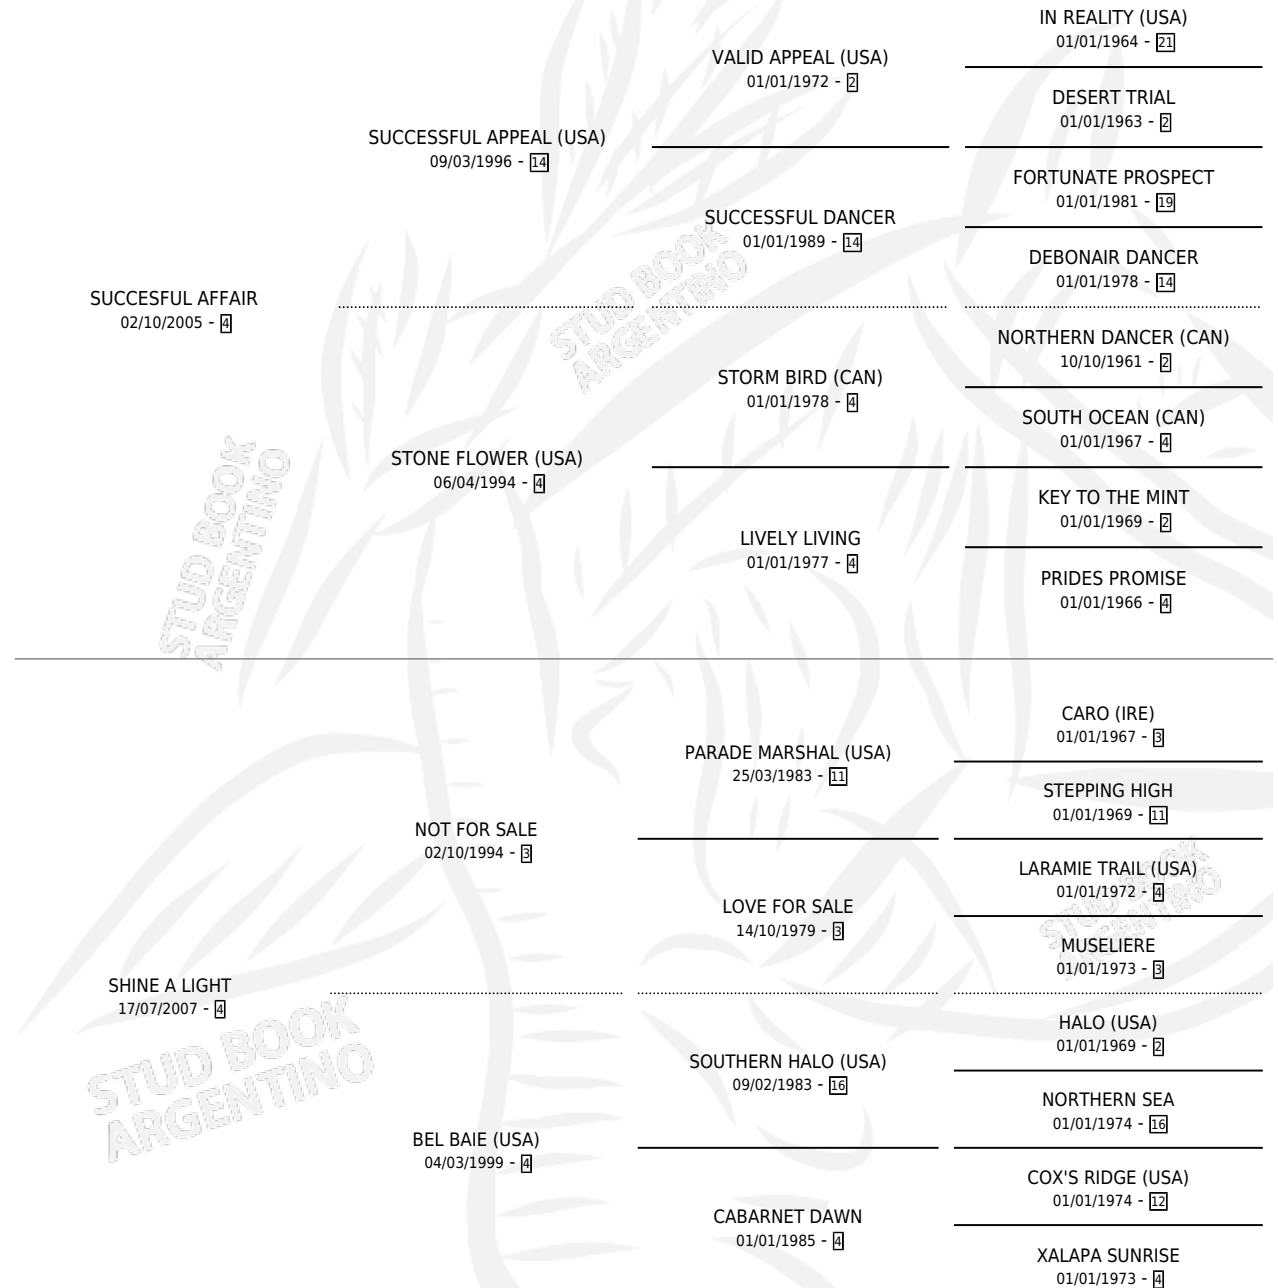 IN REALITY (USA)
01/01/1964 - 21
VALID APPEAL (USA)
01/01/1972 - 2
DESERT TRIAL
01/01/1963 - 2
SUCCESSFUL APPEAL (USA)
09/03/1996 - 14
FORTUNATE PROSPECT
01/01/1981 - 19
SUCCESSFUL DANCER
01/01/1989 - 14
DEBONAIR DANCER
01/01/1978 - 14
SUCCESFUL AFFAIR
02/10/2005 - 4
NORTHERN DANCER (CAN)
10/10/1961 - 2
STORM BIRD (CAN)
01/01/1978 - 4
SOUTH OCEAN (CAN)
01/01/1967 - 4
STONE FLOWER (USA)
06/04/1994 - 4
KEY TO THE MINT
01/01/1969 - 2
LIVELY LIVING
01/01/1977 - 4
PRIDES PROMISE
01/01/1966 - 4
CARO (IRE)
01/01/1967 - 3
PARADE MARSHAL (USA)
25/03/1983 - 11
STEPPING HIGH
01/01/1969 - 11
NOT FOR SALE
02/10/1994 - 3
LARAMIE TRAIL (USA)
01/01/1972 - 4
LOVE FOR SALE
14/10/1979 - 3
MUSELIERE
01/01/1973 - 3
SHINE A LIGHT
17/07/2007 - 4
HALO (USA)
01/01/1969 - 2
SOUTHERN HALO (USA)
09/02/1983 - 16
NORTHERN SEA
01/01/1974 - 16
BEL BAIE (USA)
04/03/1999 - 4
COX'S RIDGE (USA)
01/01/1974 - 12
CABARNET DAWN
01/01/1985 - 4
XALAPA SUNRISE
01/01/1973 - 4
STUD BOOK
ARGENTINO
STUD BOOK
ARGENTINO
STUD BOOK
ARGENTINO
STUD BOOK
ARGENTINO